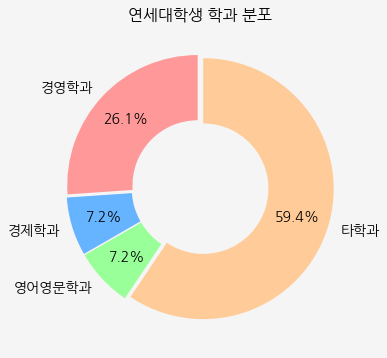 연세대학생 학과 분포
경영학과
26.1%
경제학과
7.2%
영어영문학과
7.2%
59.4%
타학과